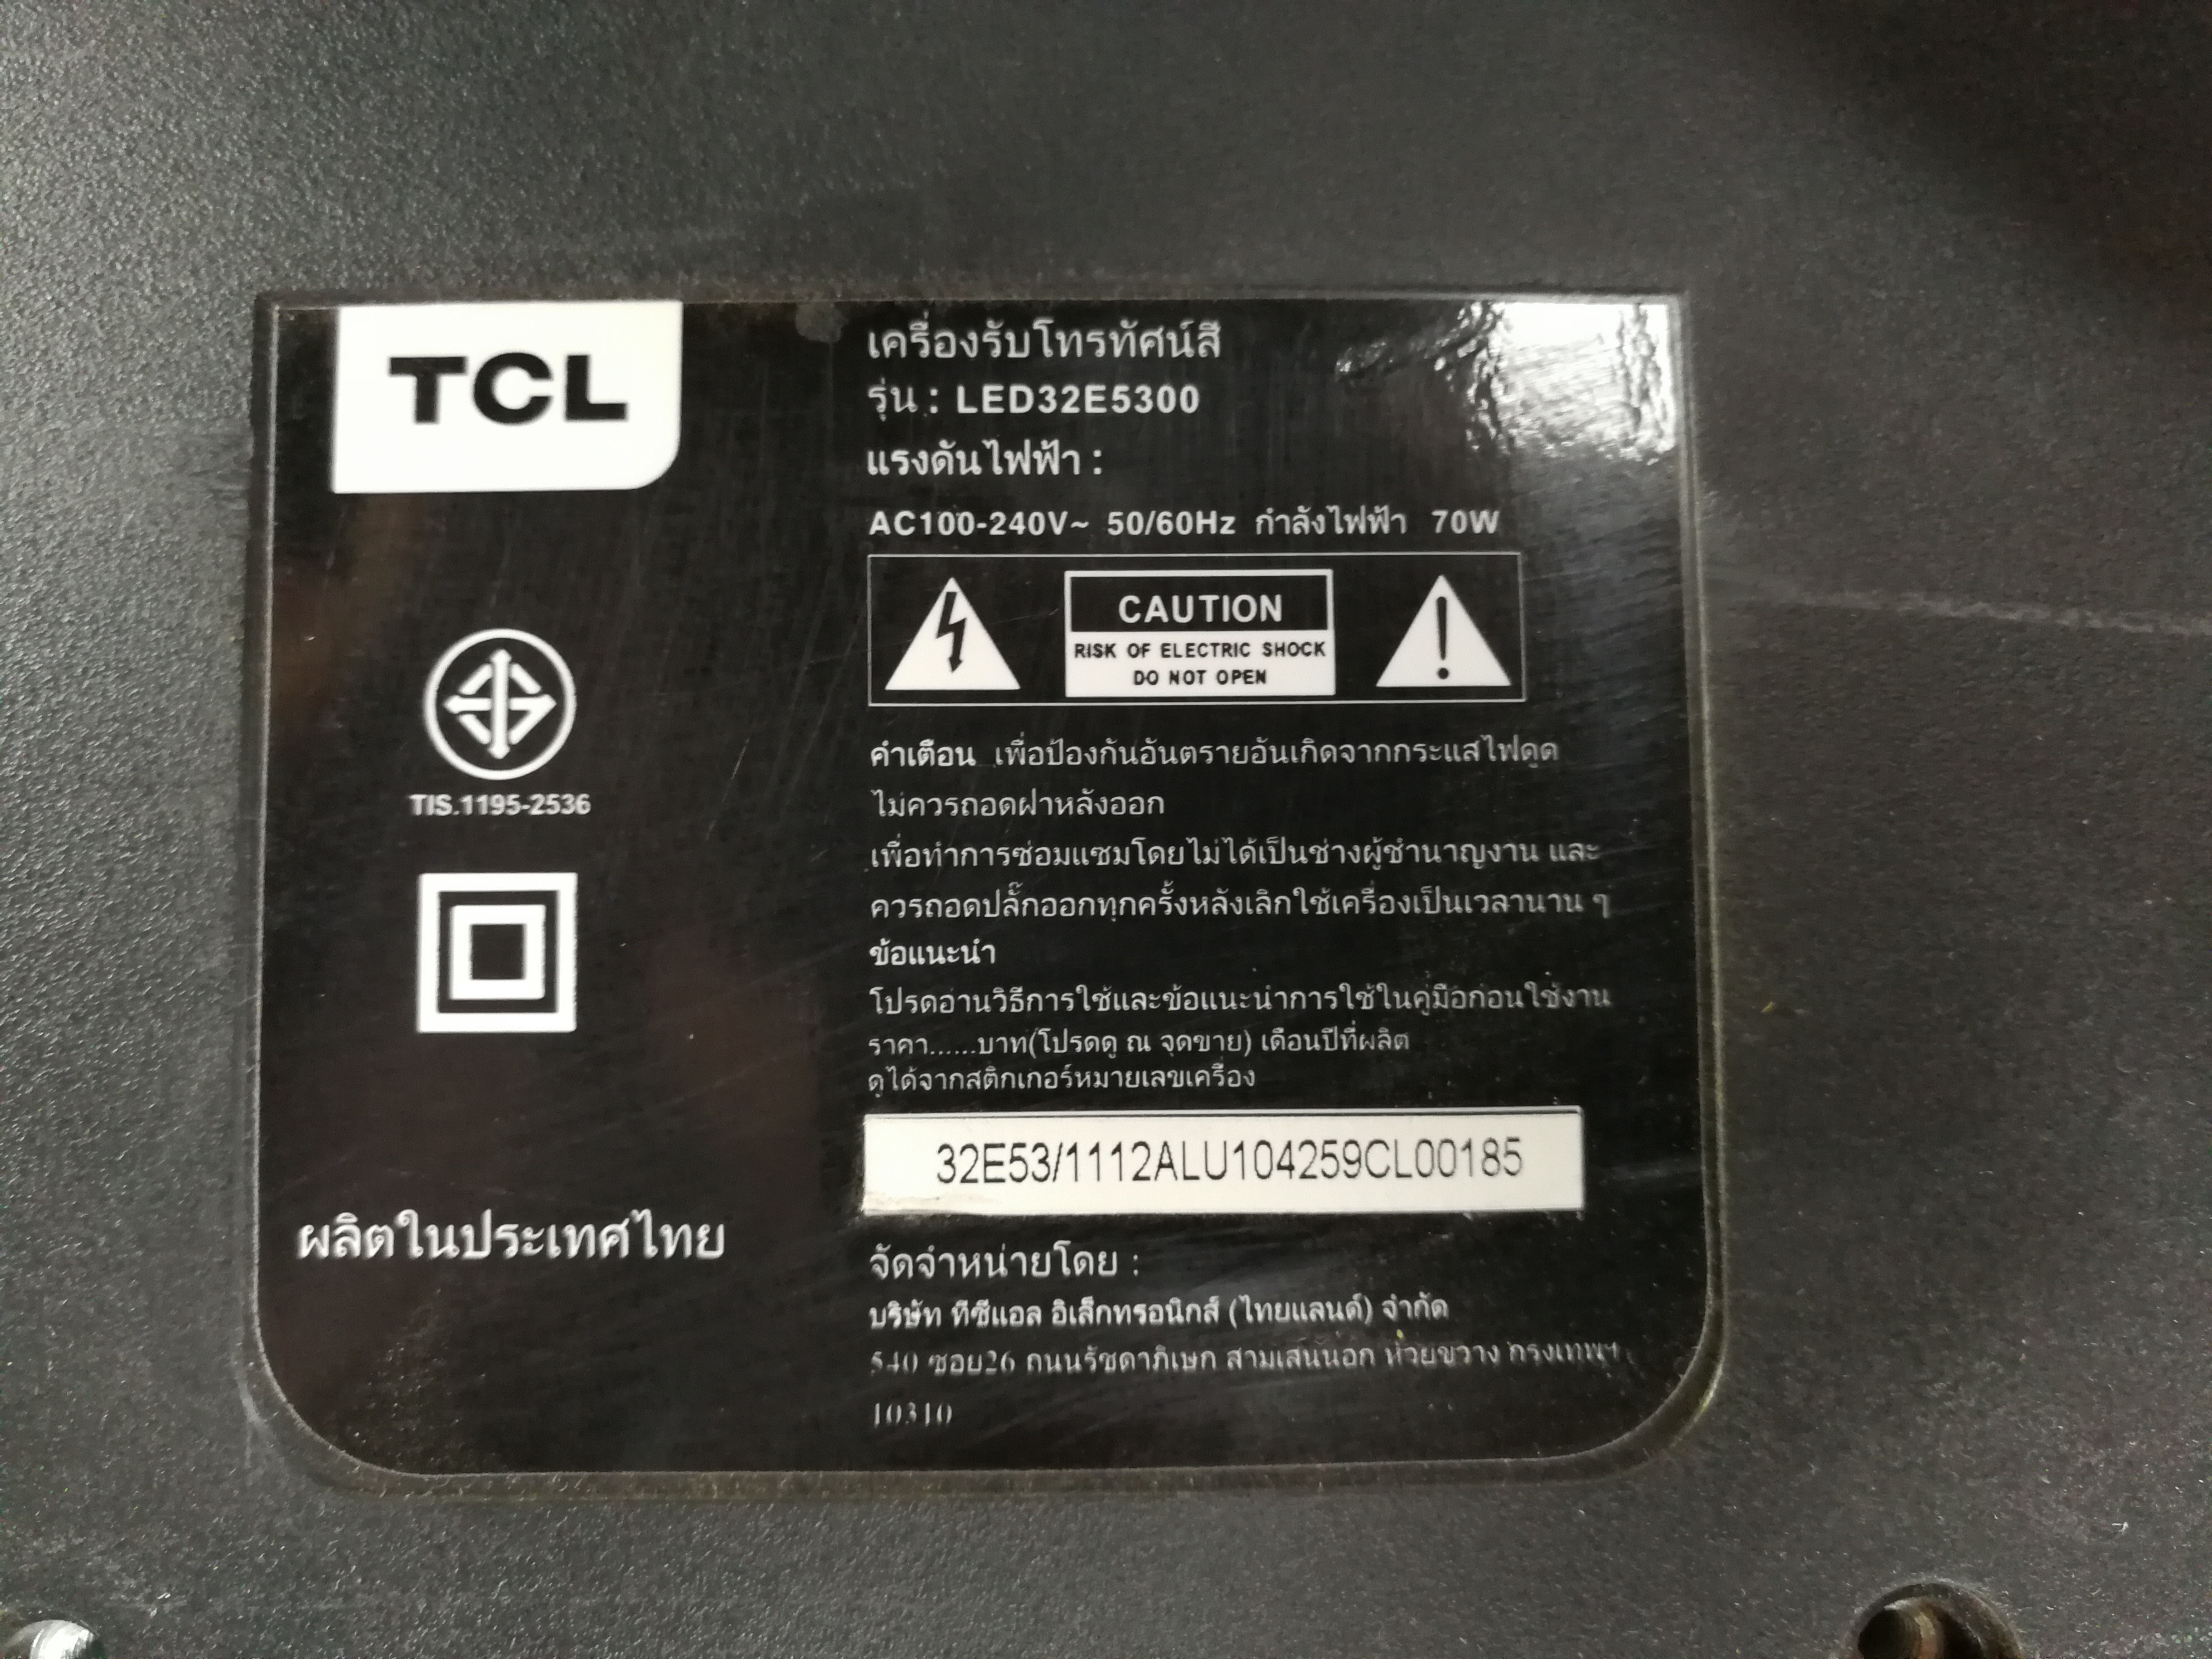 TCL
เครื่องรับโทรทัศน์สี
รุ่น : LED32E5300
แรงดันไฟฟ้า :
AC100-240V~ 50/60Hz กำลังไฟฟ้า 70W
CAUTION
RISK OF ELECTRIC SHOCK
DO NOT OPEN
คำเตือน เพื่อป้องกันอันตรายอันเกิดจากกระแสไฟดูด
ไม่ควรถอดฝาหลังออก
เพื่อทำการซ่อมแซมโดยไม่ได้เป็นช่างผู้ชำนาญงาน และ
ควรถอดปลั๊กออกทุกครั้งหลังเลิกใช้เครื่องเป็นเวลานาน ๆ
ข้อแนะนำ
โปรดอ่านวิธีการใช้และข้อแนะนำการใช้ในคู่มือก่อนใช้งาน
ราคา......บาท(โปรดดู ณ จุดขาย) เดือนปีที่ผลิต
ดูได้จากสติกเกอร์หมายเลขเครื่อง
32E53/1112ALU104259CL00185
จัดจำหน่ายโดย :
บริษัท ทีซีแอล อิเล็กทรอนิกส์ (ไทยแลนด์) จำกัด
540 ซอย26 ถนนรัชดาภิเษก สามเสนนอก ห้วยขวาง กรุงเทพฯ
10310
TIS.1195-2536
ผลิตในประเทศไทย